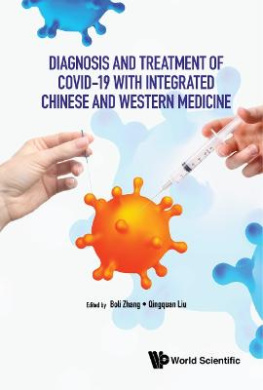 DIAGNOSIS AND TREATMENT OF
COVID-19 WITH INTEGRATED
CHINESE AND WESTERN MEDICINE
Edited by Boli Zhang • Qingquan Liu
World Scientific